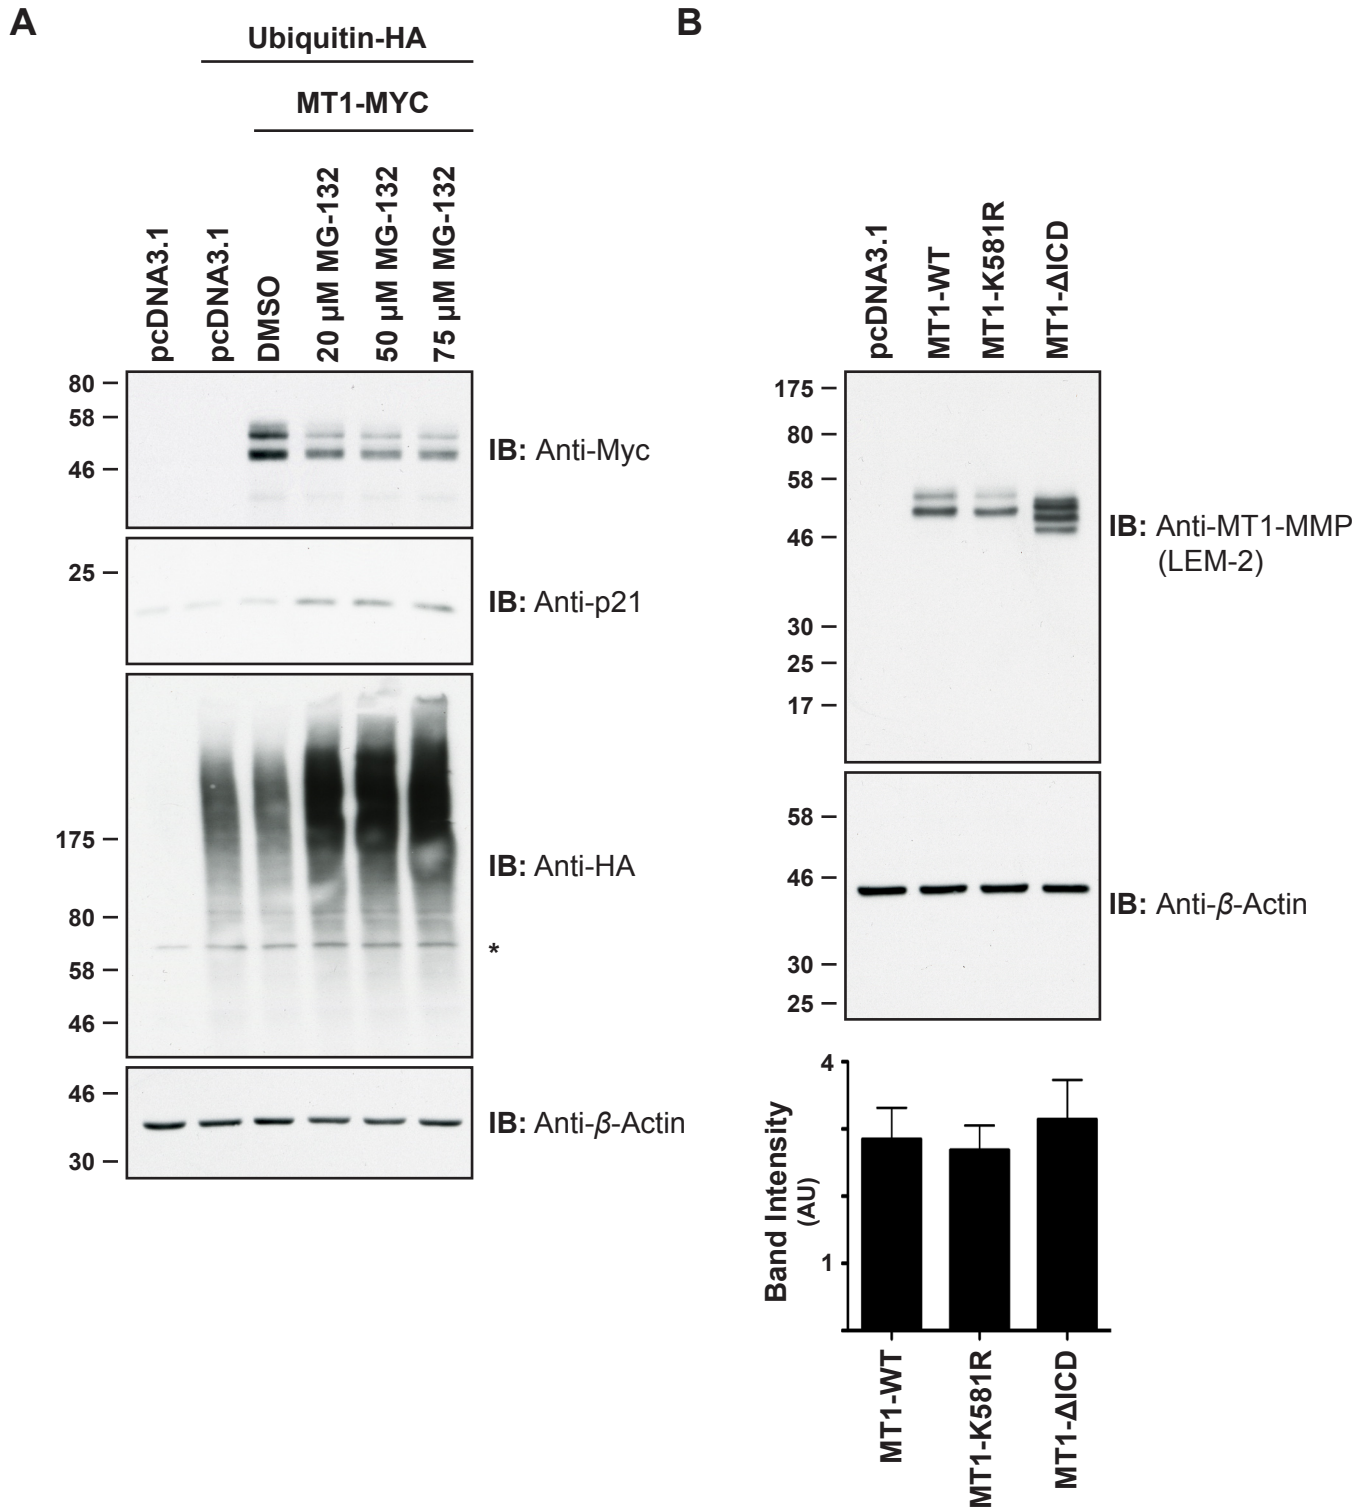 A
Ubiquitin-HA
MT1-MYC
pcDNA3.1
pcDNA3.1
DMSO
20 µM MG-132
50 µM MG-132
75 µM MG-132
80
58
46
IB: Anti-Myc
25
IB: Anti-p21
175
80
58
46
IB: Anti-HA
*
46
30
IB: Anti-β-Actin
B
pcDNA3.1
MT1-WT
MT1-K581R
MT1-ΔICD
175
80
58
46
30
25
17
IB: Anti-MT1-MMP
(LEM-2)
58
46
30
25
IB: Anti-β-Actin
4
1
Band Intensity
(AU)
MT1-WT
MT1-K581R
MT1-ΔICD